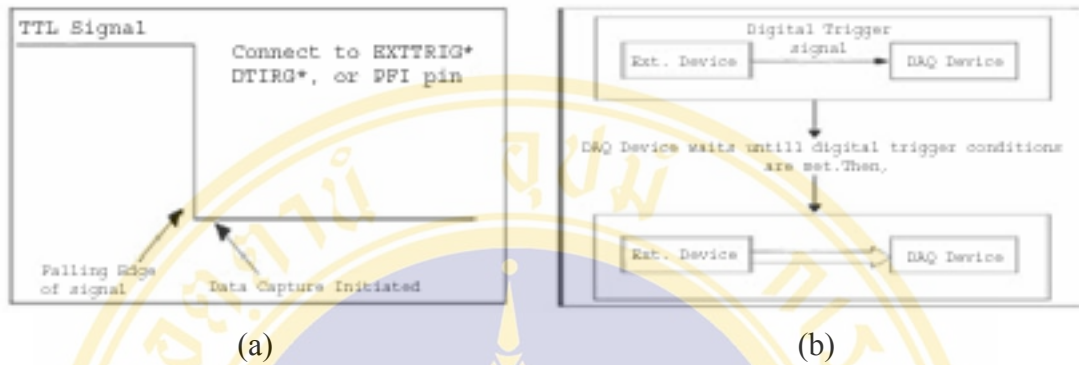 TTL Signal
Connect to EXTTRIG*
DTIRG*, or PFI pin
Falling Edge
of signal
Data Capture Initiated
(a)
Digital Trigger
signal
Ext. Device
DAQ Device
DAQ Device waits untill digital trigger conditions
are met.Then,
Ext. Device
DAQ Device
(b)